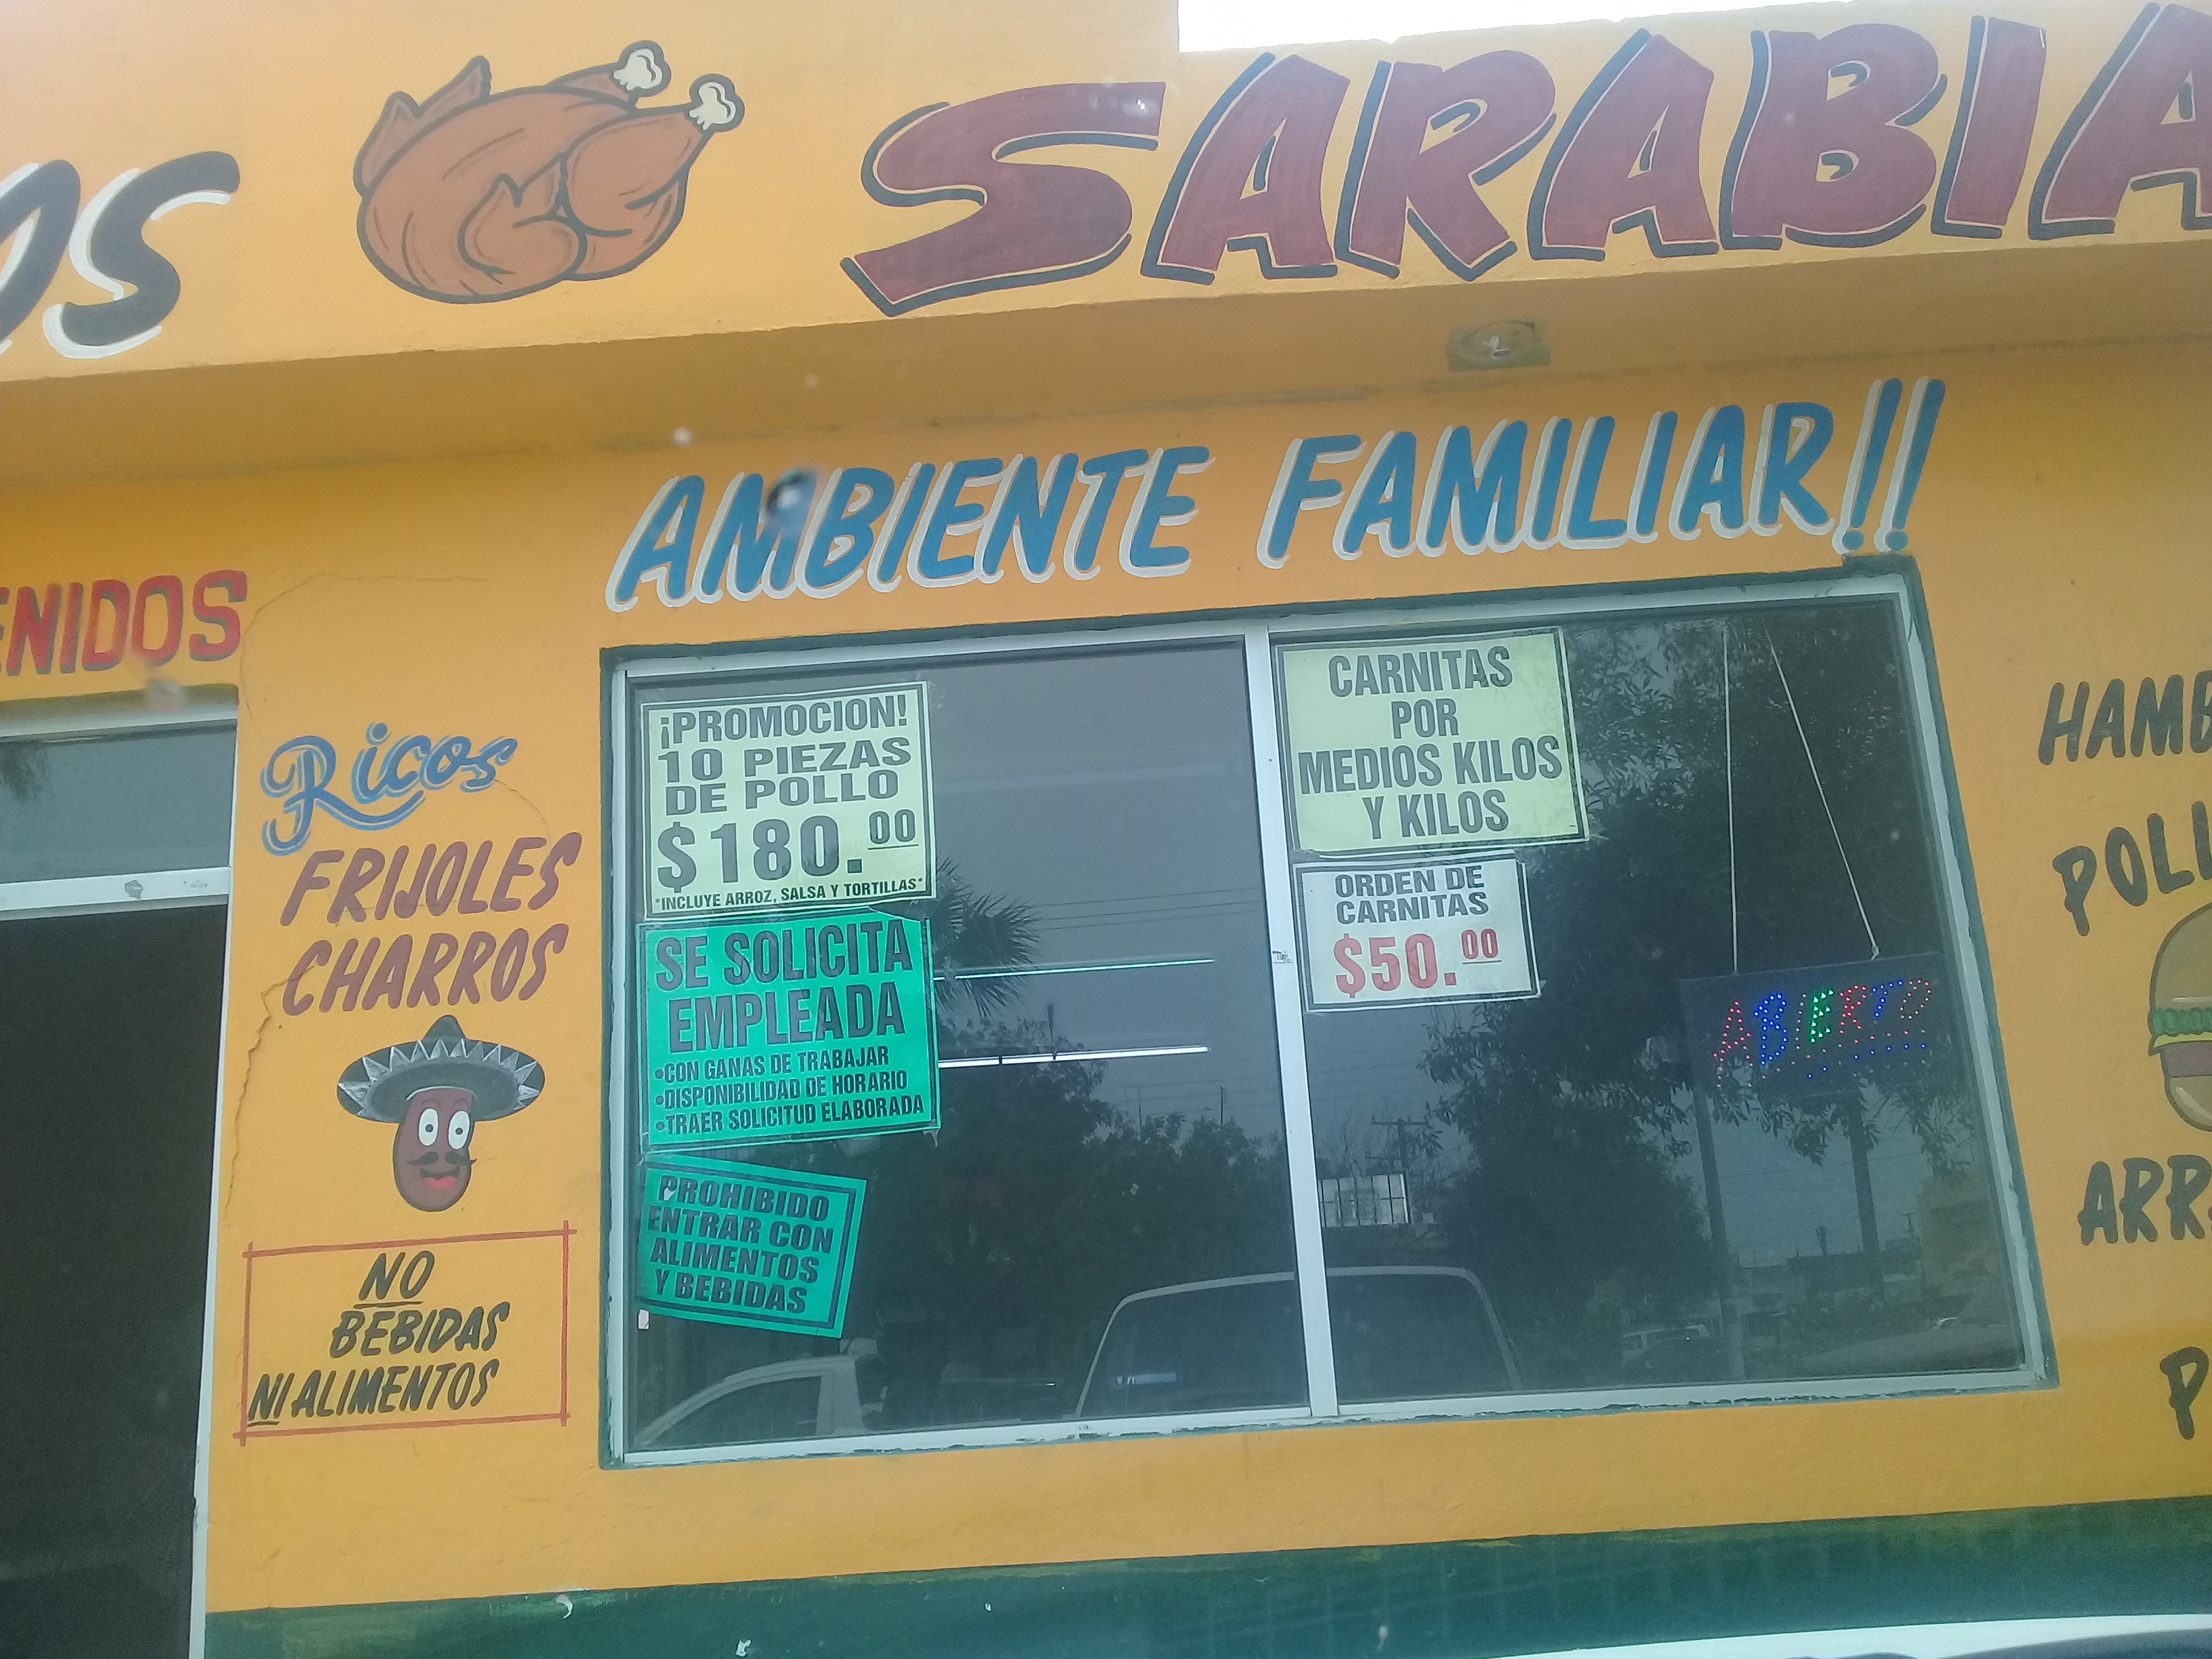 SARABIA
AMBIENTE FAMILIAR!!
Ricos
FRIJOLES
CHARROS
NO
BEBIDAS
NI ALIMENTOS
¡PROMOCION!
10 PIEZAS
DE POLLO
$180.00
*INCLUYE ARROZ, SALSA Y TORTILLAS*
SE SOLICITA
EMPLEADA
•CON GANAS DE TRABAJAR
•DISPONIBILIDAD DE HORARIO
•TRAER SOLICITUD ELABORADA
PROHIBIDO
ENTRAR CON
ALIMENTOS
Y BEBIDAS
CARNITAS
POR
MEDIOS KILOS
Y KILOS
ORDEN DE
CARNITAS
$50.00
ABIERTO